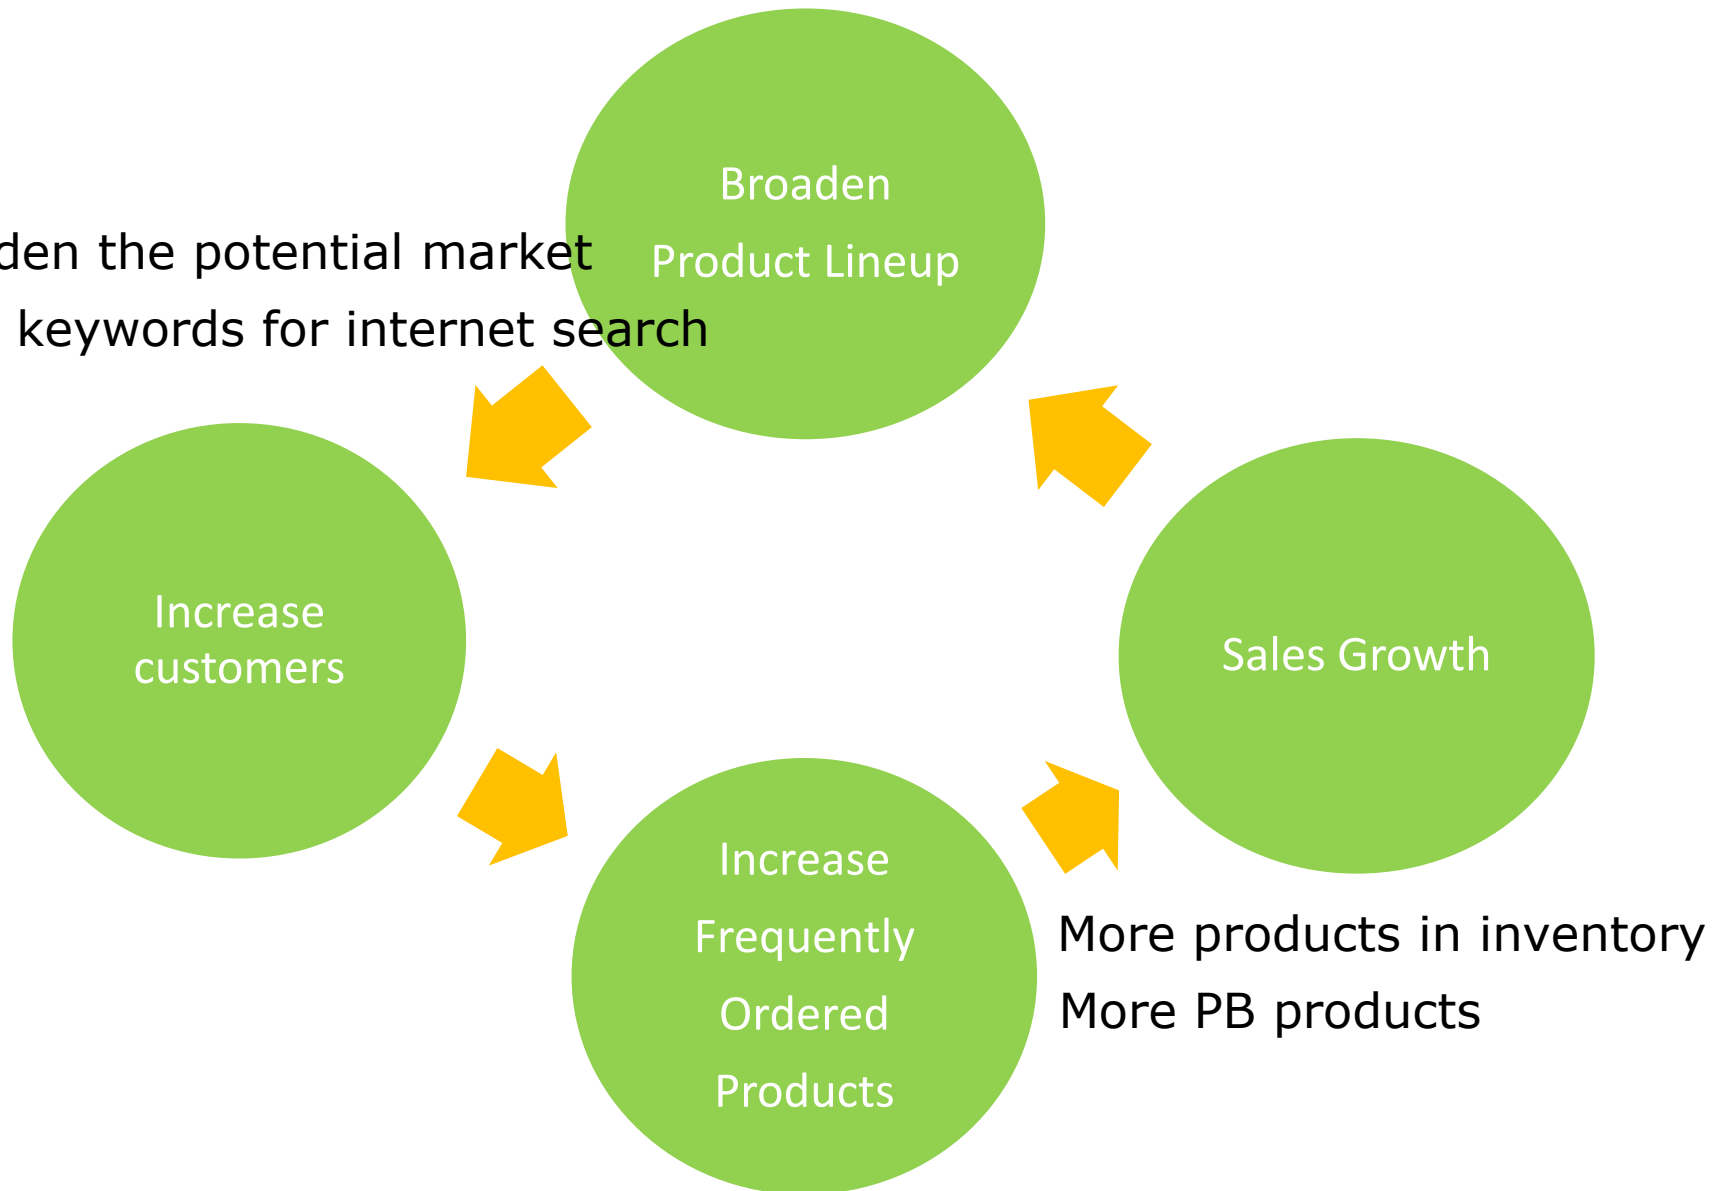 Broaden
Product Lineup
den the potential market
keywords for internet search
Increase
customers
Sales Growth
Increase
Frequently
Ordered
Products
More products in inventory
More PB products